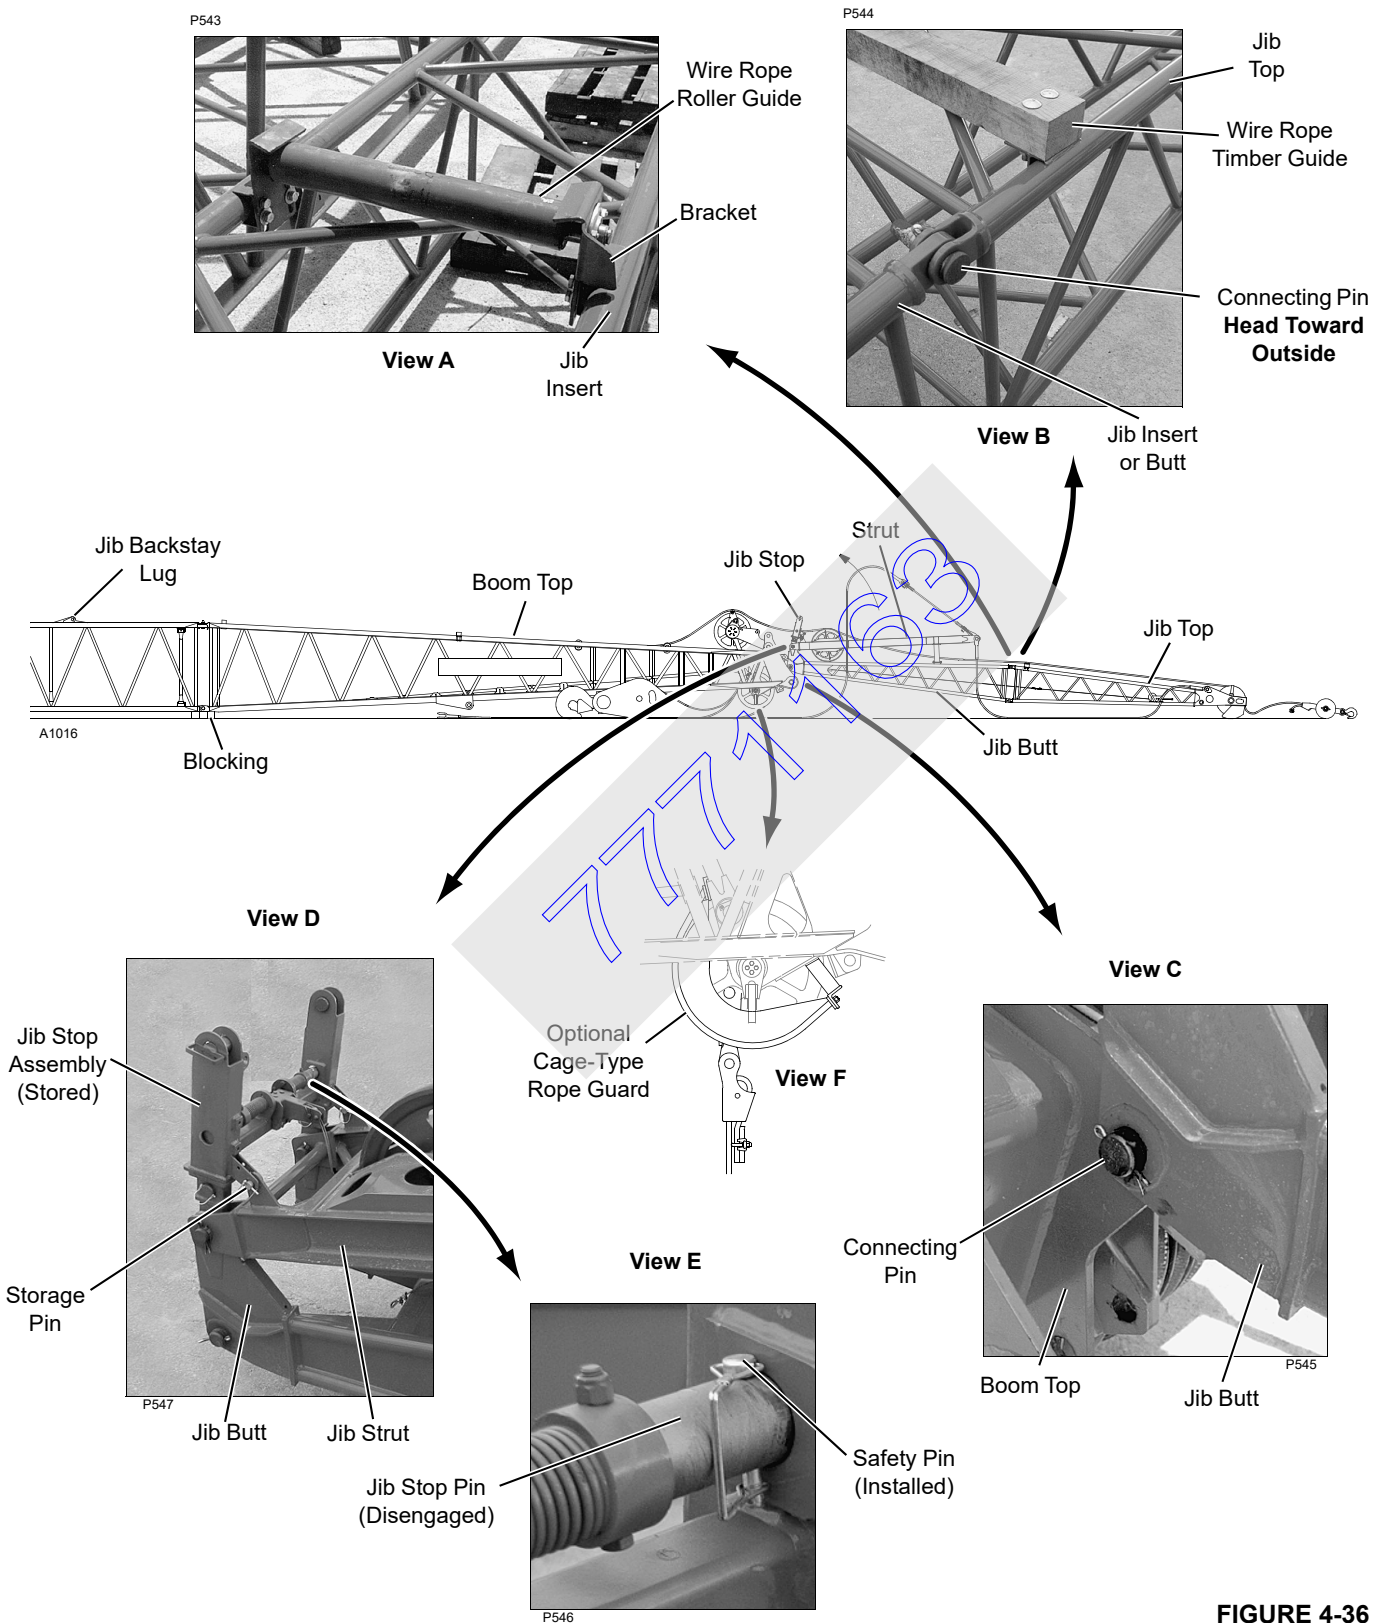 P543
P544
Wire Rope
Roller Guide
Bracket
View A
Jib
Insert
Jib
Top
Wire Rope
Timber Guide
Connecting Pin
Head Toward
Outside
View B
Jib Insert
or Butt
Jib Backstay
Lug
Boom Top
Jib Stop
Strut
Jib Top
A1016
Blocking
Jib Butt
7771163
View D
View C
Jib Stop
Assembly
(Stored)
Optional
Cage-Type
Rope Guard
View F
Storage
Pin
P547
Jib Butt
Jib Strut
View E
Connecting
Pin
P545
Boom Top
Jib Butt
Jib Stop Pin
(Disengaged)
Safety Pin
(Installed)
P546
FIGURE 4-36